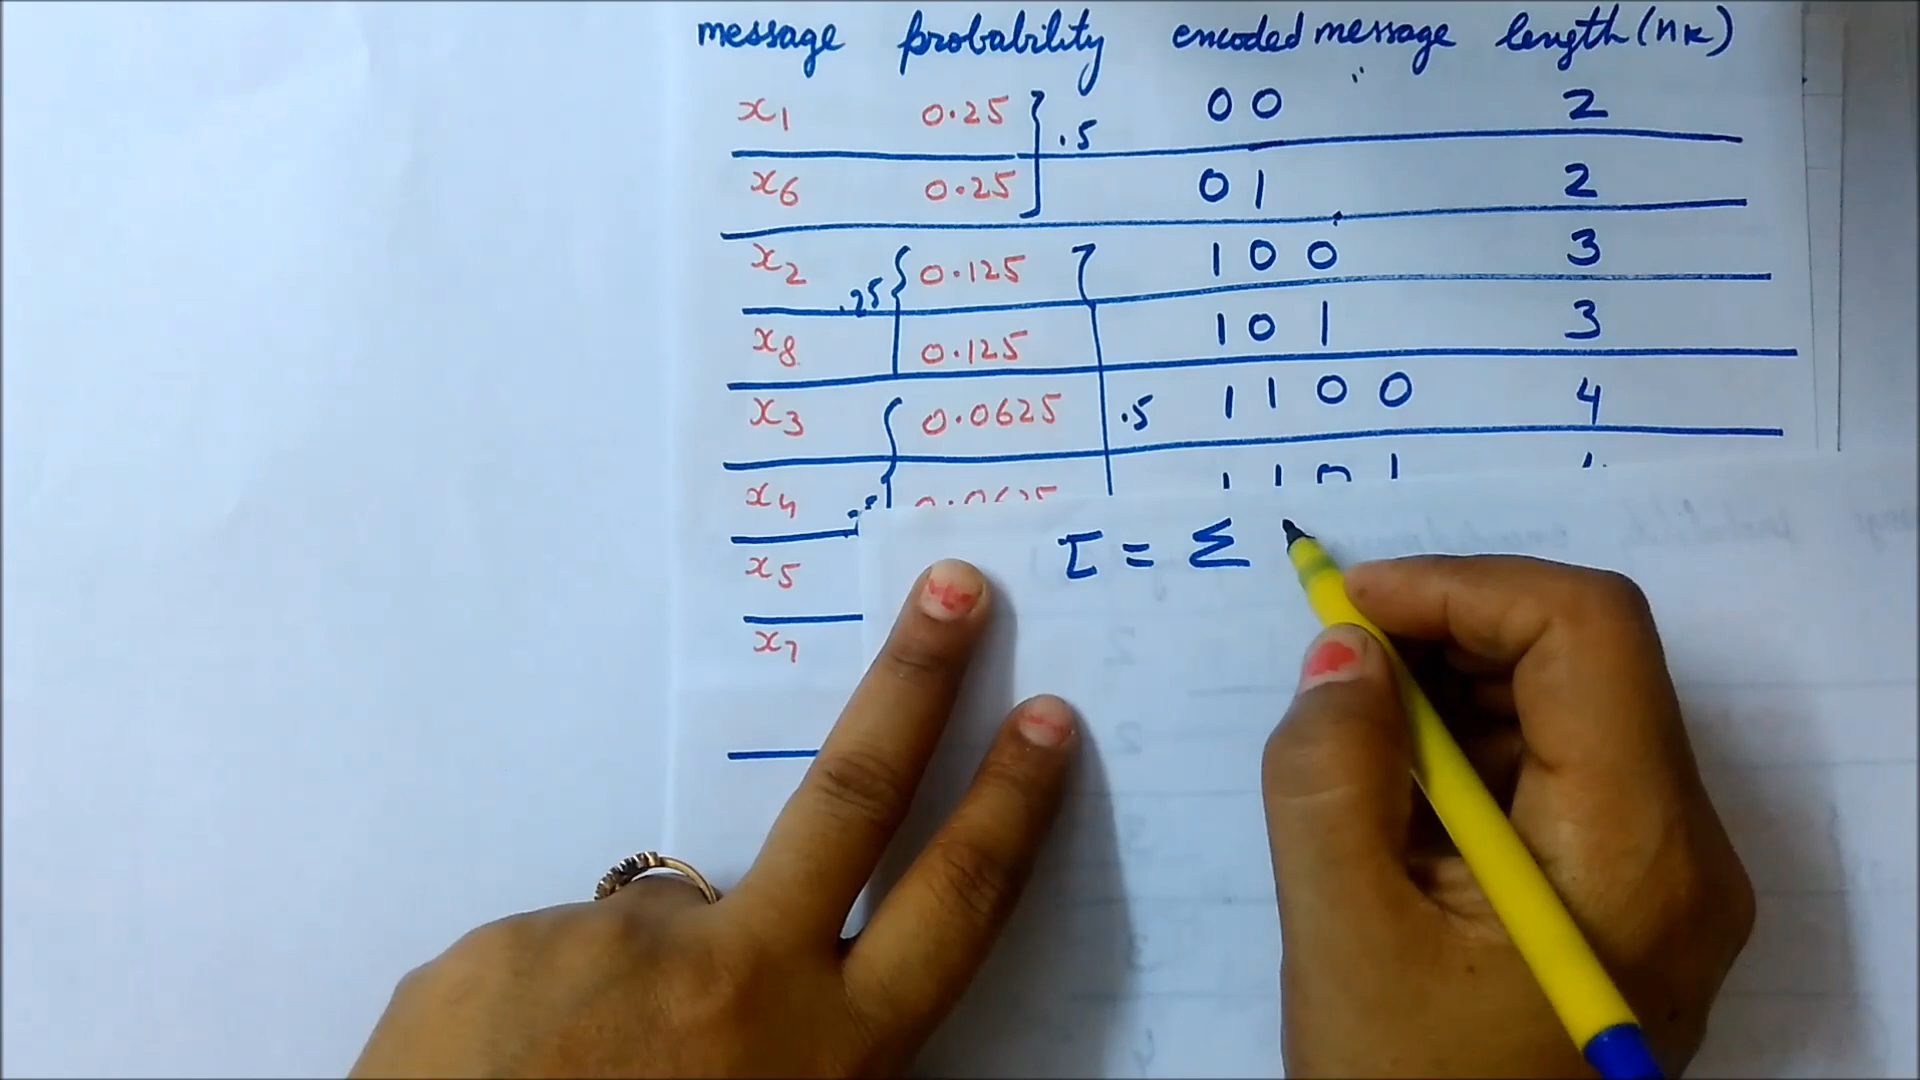 message probability encoded message length (nk)
x1 0.25 00 2
.5
x6 0.25 01 2
x2 0.125 100 3
.25
x8 0.125 101 3
x3 0.0625 1100 4
.5
x4
L = Σ
x5
x7